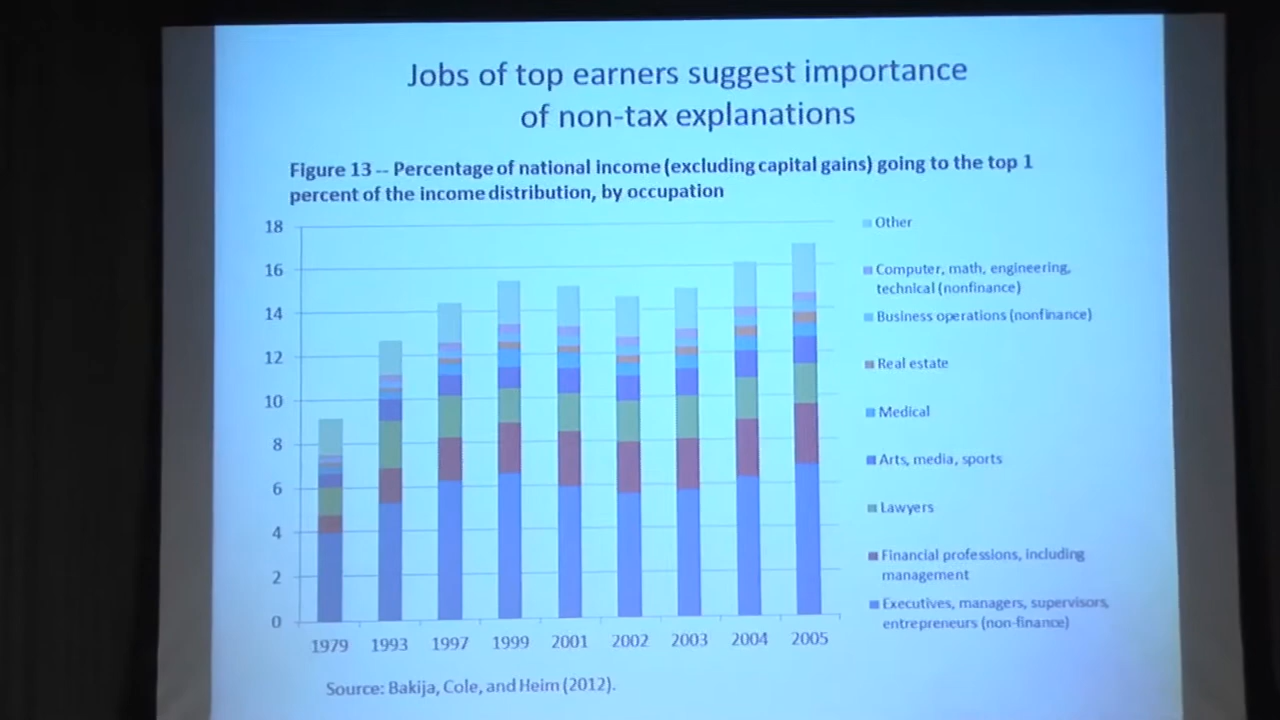 Jobs of top earners suggest importance
of non-tax explanations
Figure 13 -- Percentage of national income (excluding capital gains) going to the top 1
percent of the income distribution, by occupation
18
16
14
12
10
8
6
4
2
0
1979 1993 1997 1999 2001 2002 2003 2004 2005
Other
Computer, math, engineering,
technical (nonfinance)
Business operations (nonfinance)
Real estate
Medical
Arts, media, sports
Lawyers
Financial professions, including
management
Executives, managers, supervisors,
entrepreneurs (non-finance)
Source: Bakija, Cole, and Heim (2012).